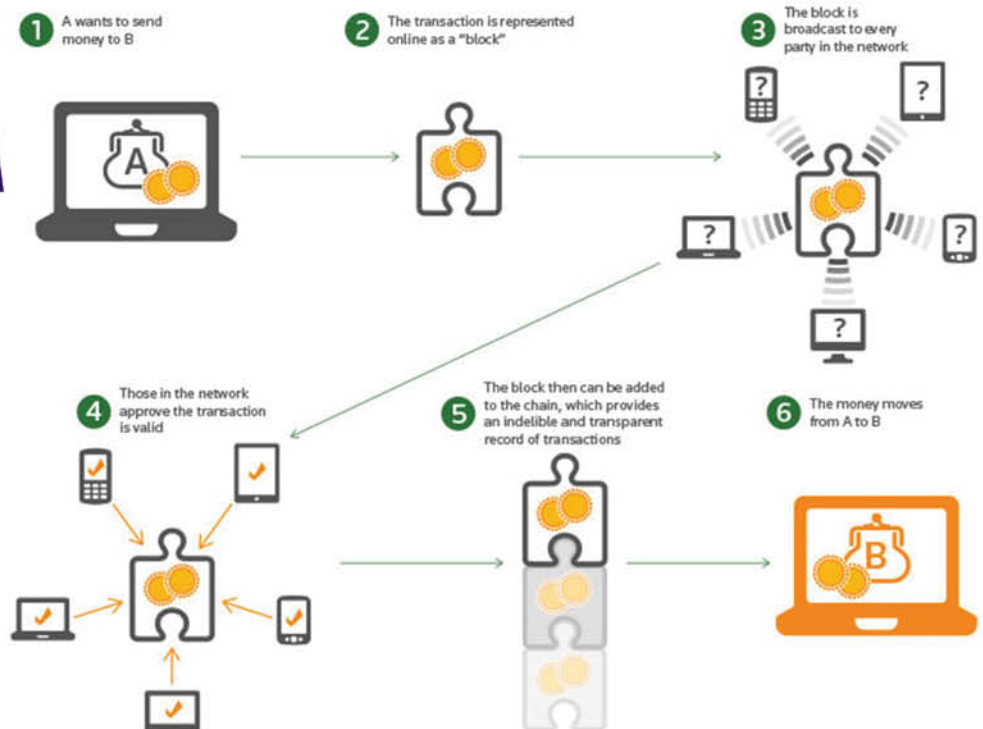 1
A wants to send
money to B
2
The transaction is represented
online as a “block”
3
The block is
broadcast to every
party in the network
A
?
?
?
?
?
4
Those in the network
approve the transaction
is valid
5
The block then can be added
to the chain, which provides
an indelible and transparent
record of transactions
6
The money moves
from A to B
B